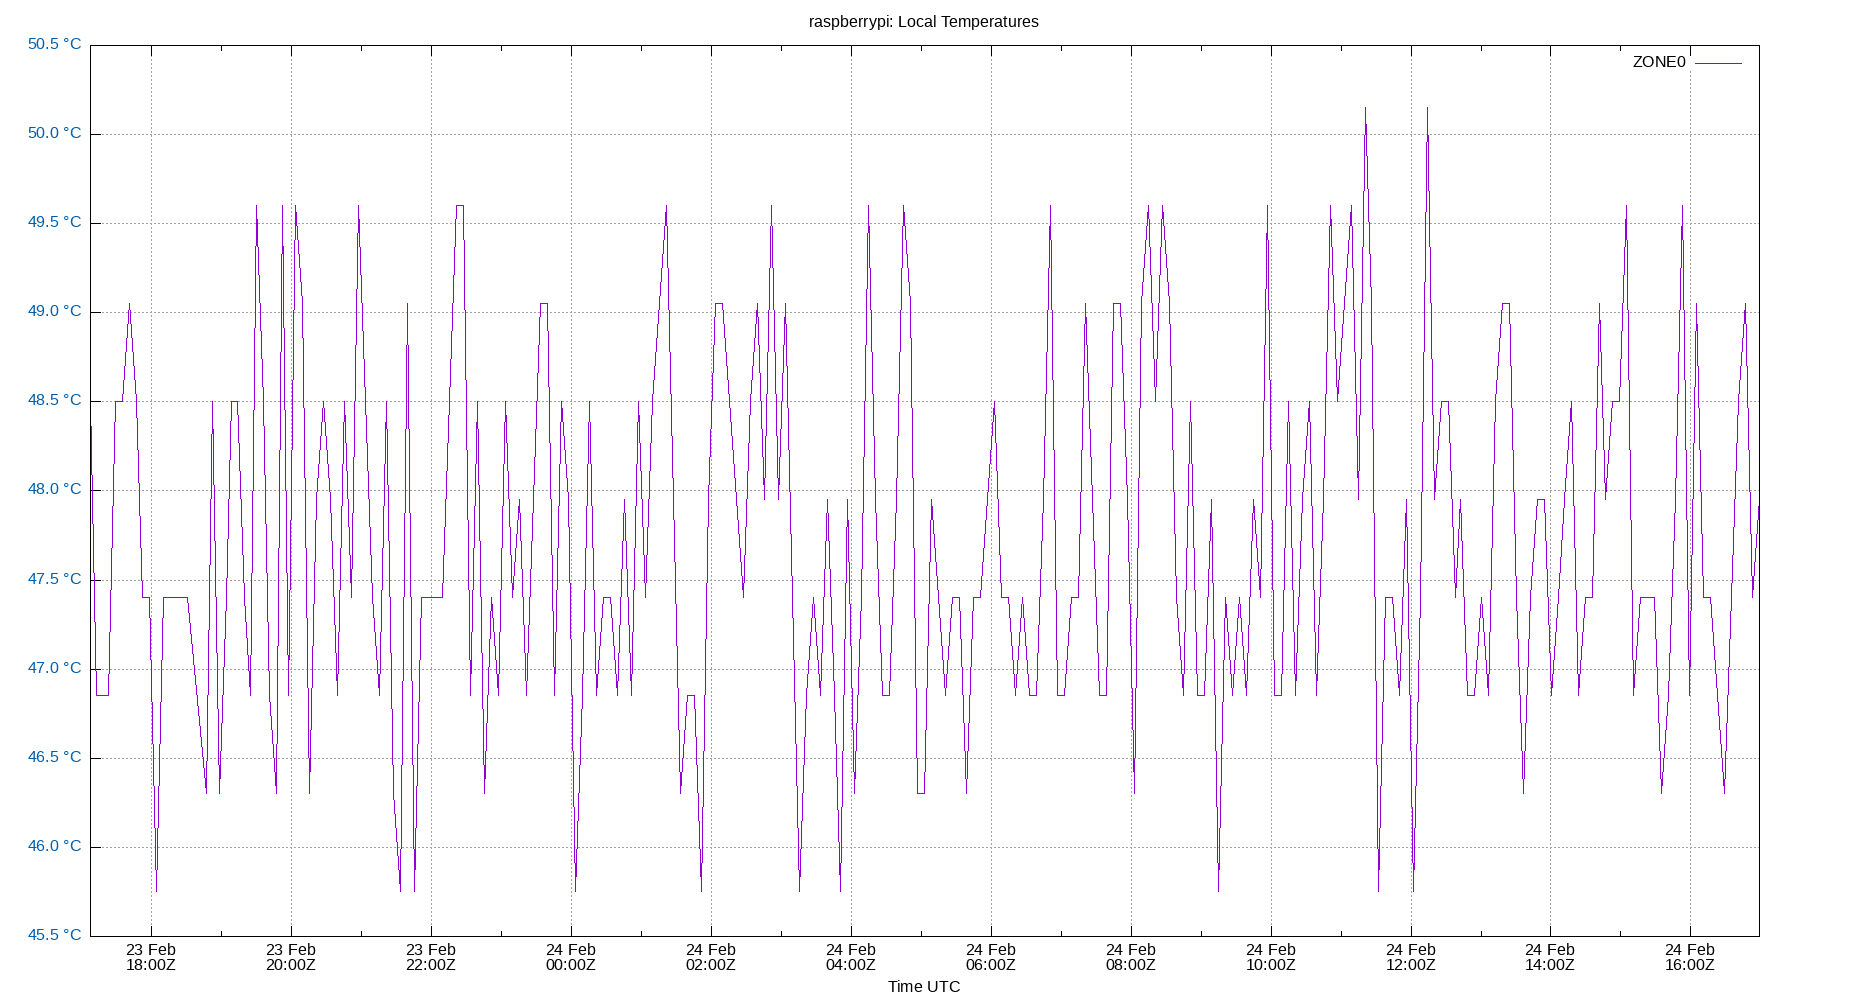 raspberrypi: Local Temperatures
50.5 °C
ZONE0
50.0 °C
49.5 °C
49.0 °C
48.5 °C
48.0 °C
47.5 °C
47.0 °C
46.5 °C
46.0 °C
45.5 °C
23 Feb 23 Feb 23 Feb 24 Feb 24 Feb 24 Feb 24 Feb 24 Feb 24 Feb 24 Feb 24 Feb 24 Feb
18:00Z 20:00Z 22:00Z 00:00Z 02:00Z 04:00Z 06:00Z 08:00Z 10:00Z 12:00Z 14:00Z 16:00Z
Time UTC